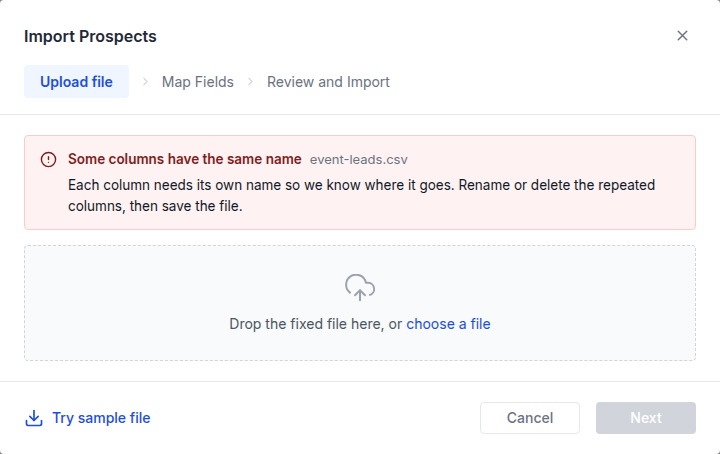 Import Prospects
Upload file
Map Fields
Review and Import
Some columns have the same name event-leads.csv
Each column needs its own name so we know where it goes. Rename or delete the repeated
columns, then save the file.
Drop the fixed file here, or choose a file
Try sample file
Cancel
Next